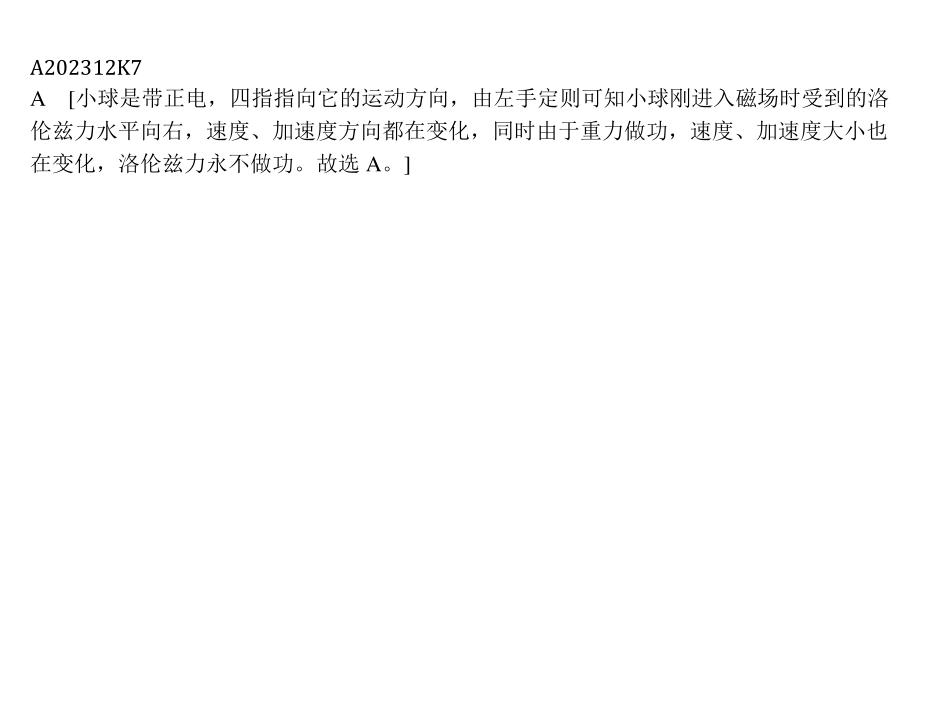 A202312K7
A [小球是带正电，四指指向它的运动方向，由左手定则可知小球刚进入磁场时受到的洛
伦兹力水平向右，速度、加速度方向都在变化，同时由于重力做功，速度、加速度大小也
在变化，洛伦兹力永不做功。故选 A。]